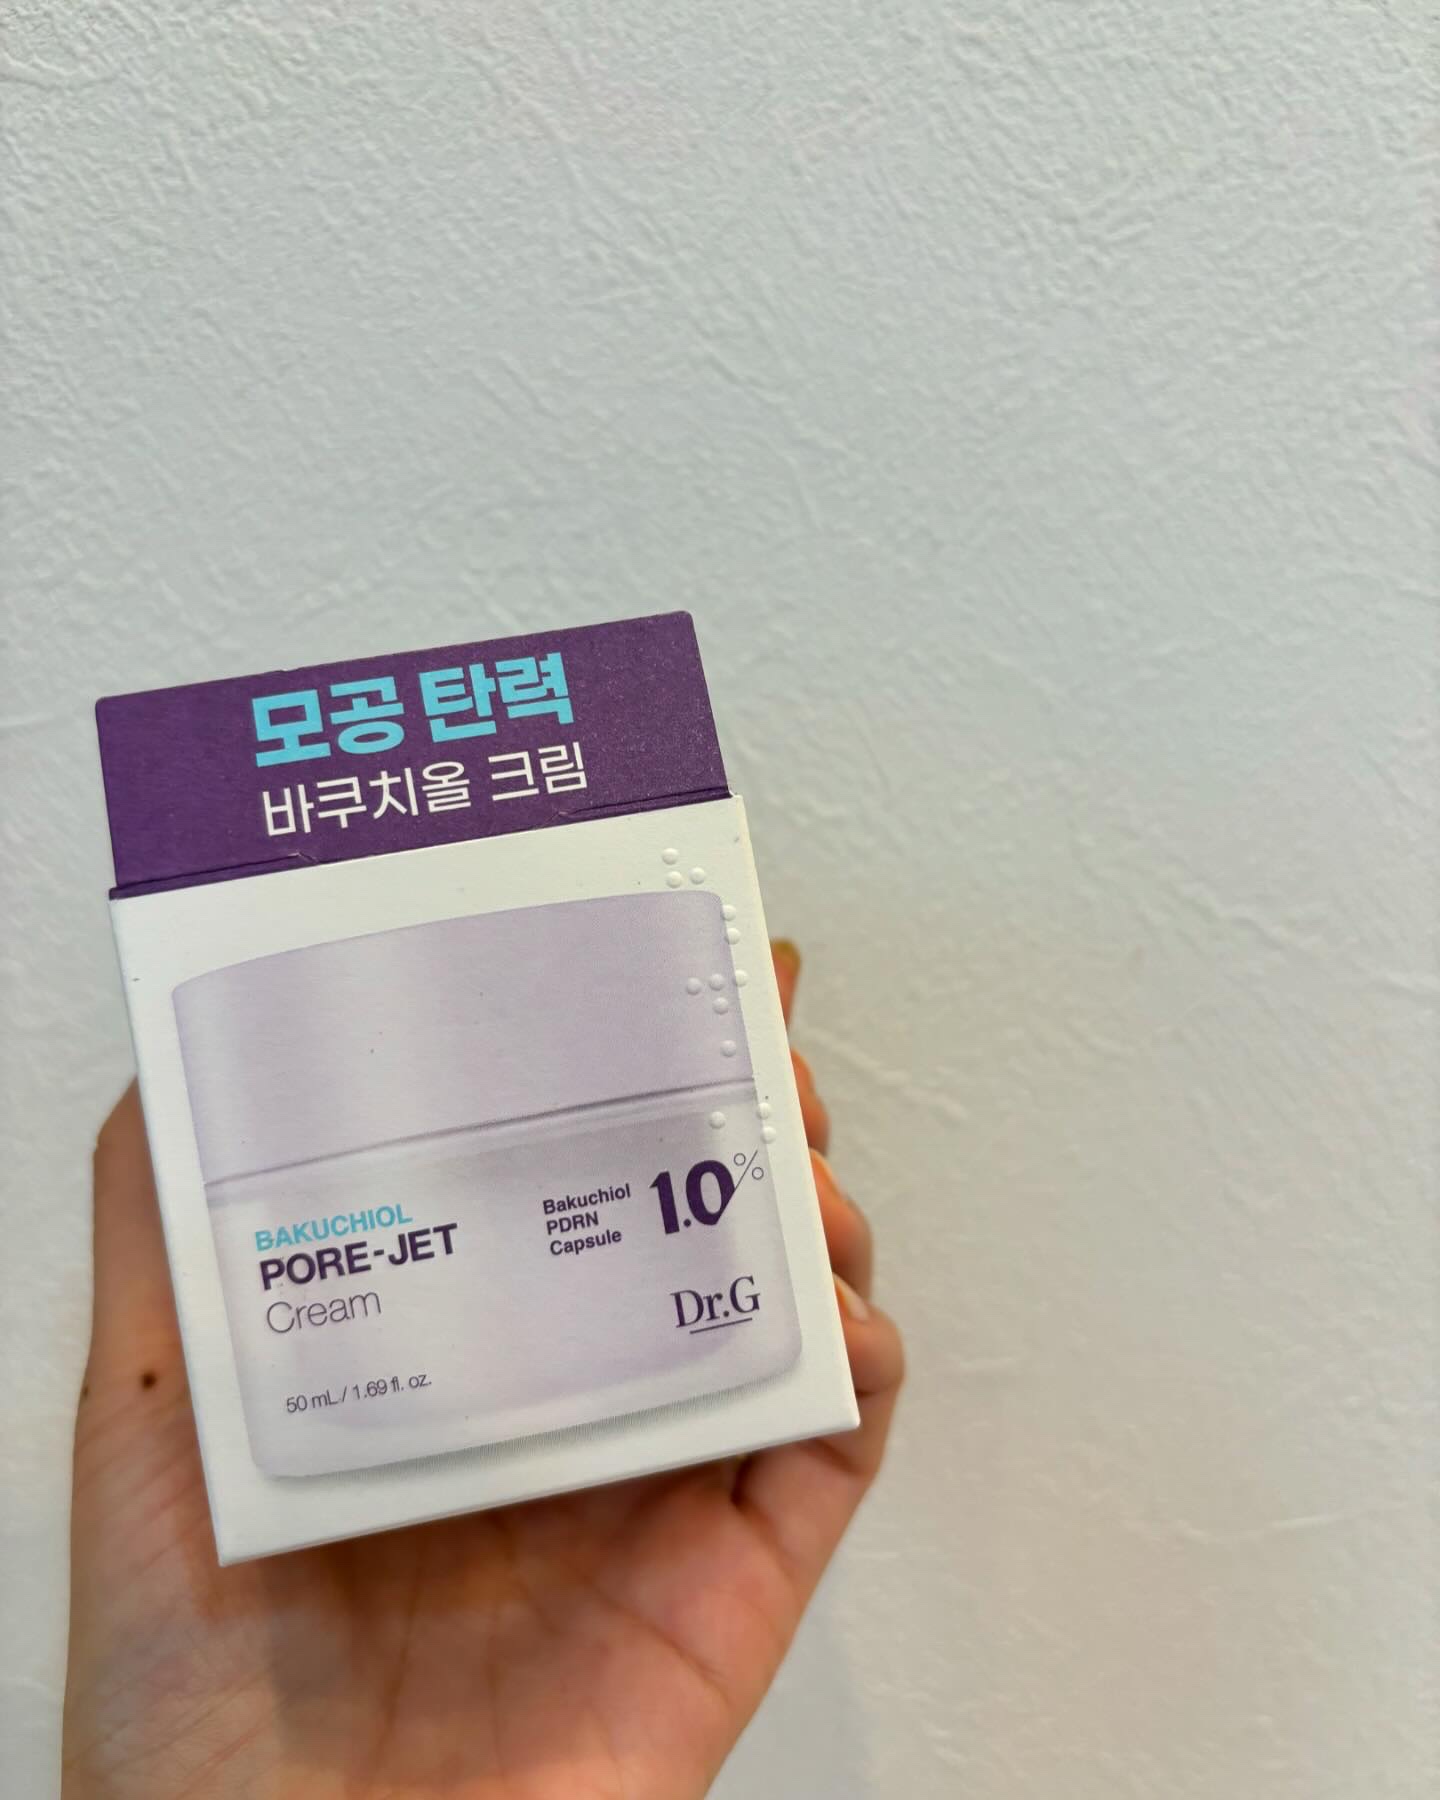 모공 탄력
바쿠치올 크림
BAKUCHIOL
PORE-JET
Cream
Bakuchiol
PDRN
Capsule
1.0%
Dr.G
50 mL / 1.69 fl. oz.